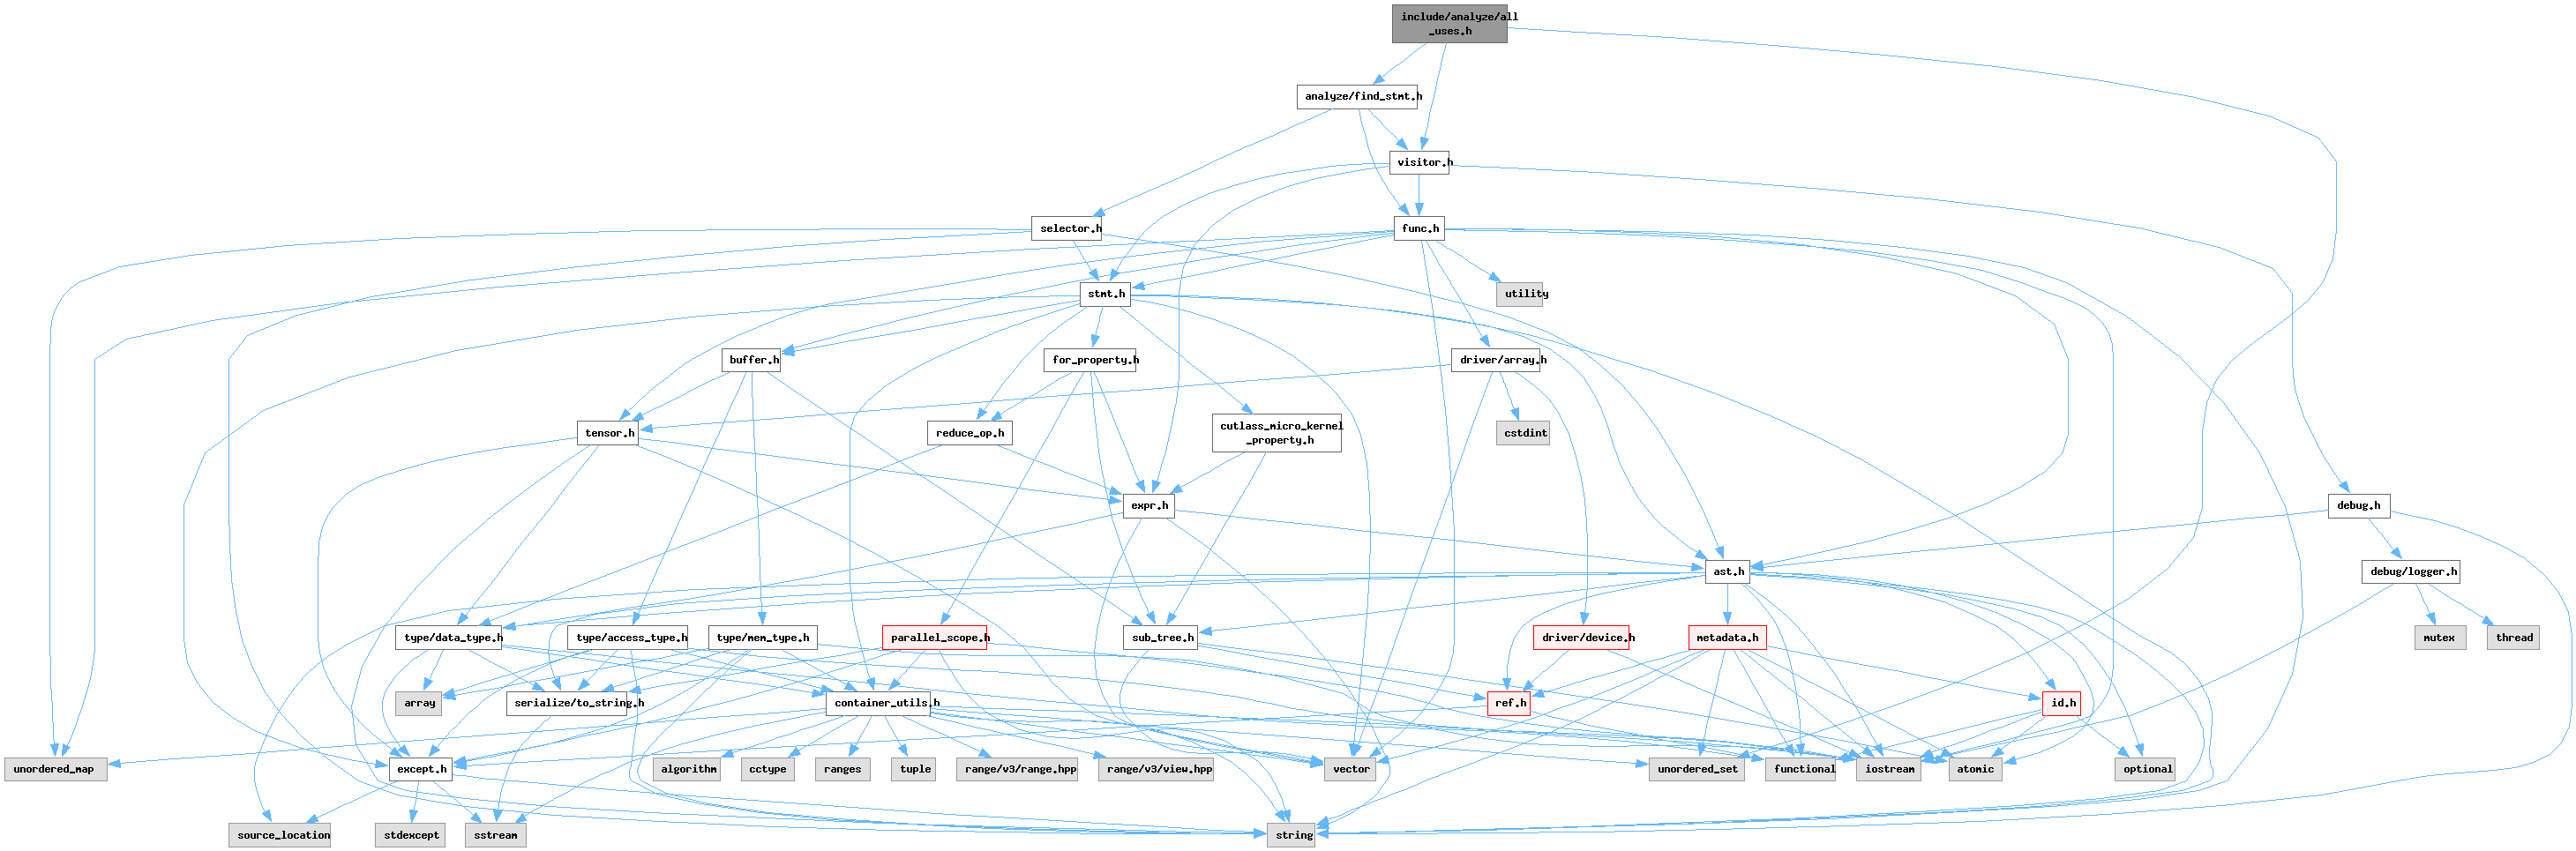 include/analyze/all
_uses.h
analyze/find_stmt.h
visitor.h
selector.h
func.h
stmt.h
utility
buffer.h
for_property.h
driver/array.h
tensor.h
reduce_op.h
cutlass_micro_kernel
_property.h
cstdint
expr.h
debug.h
ast.h
debug/logger.h
type/data_type.h
type/access_type.h
type/mem_type.h
parallel_scope.h
sub_tree.h
driver/device.h
metadata.h
mutex
thread
array
serialize/to_string.h
container_utils.h
ref.h
id.h
unordered_map
except.h
algorithm
cctype
ranges
tuple
range/v3/range.hpp
range/v3/view.hpp
vector
unordered_set
functional
iostream
atomic
optional
source_location
stdexcept
sstream
string